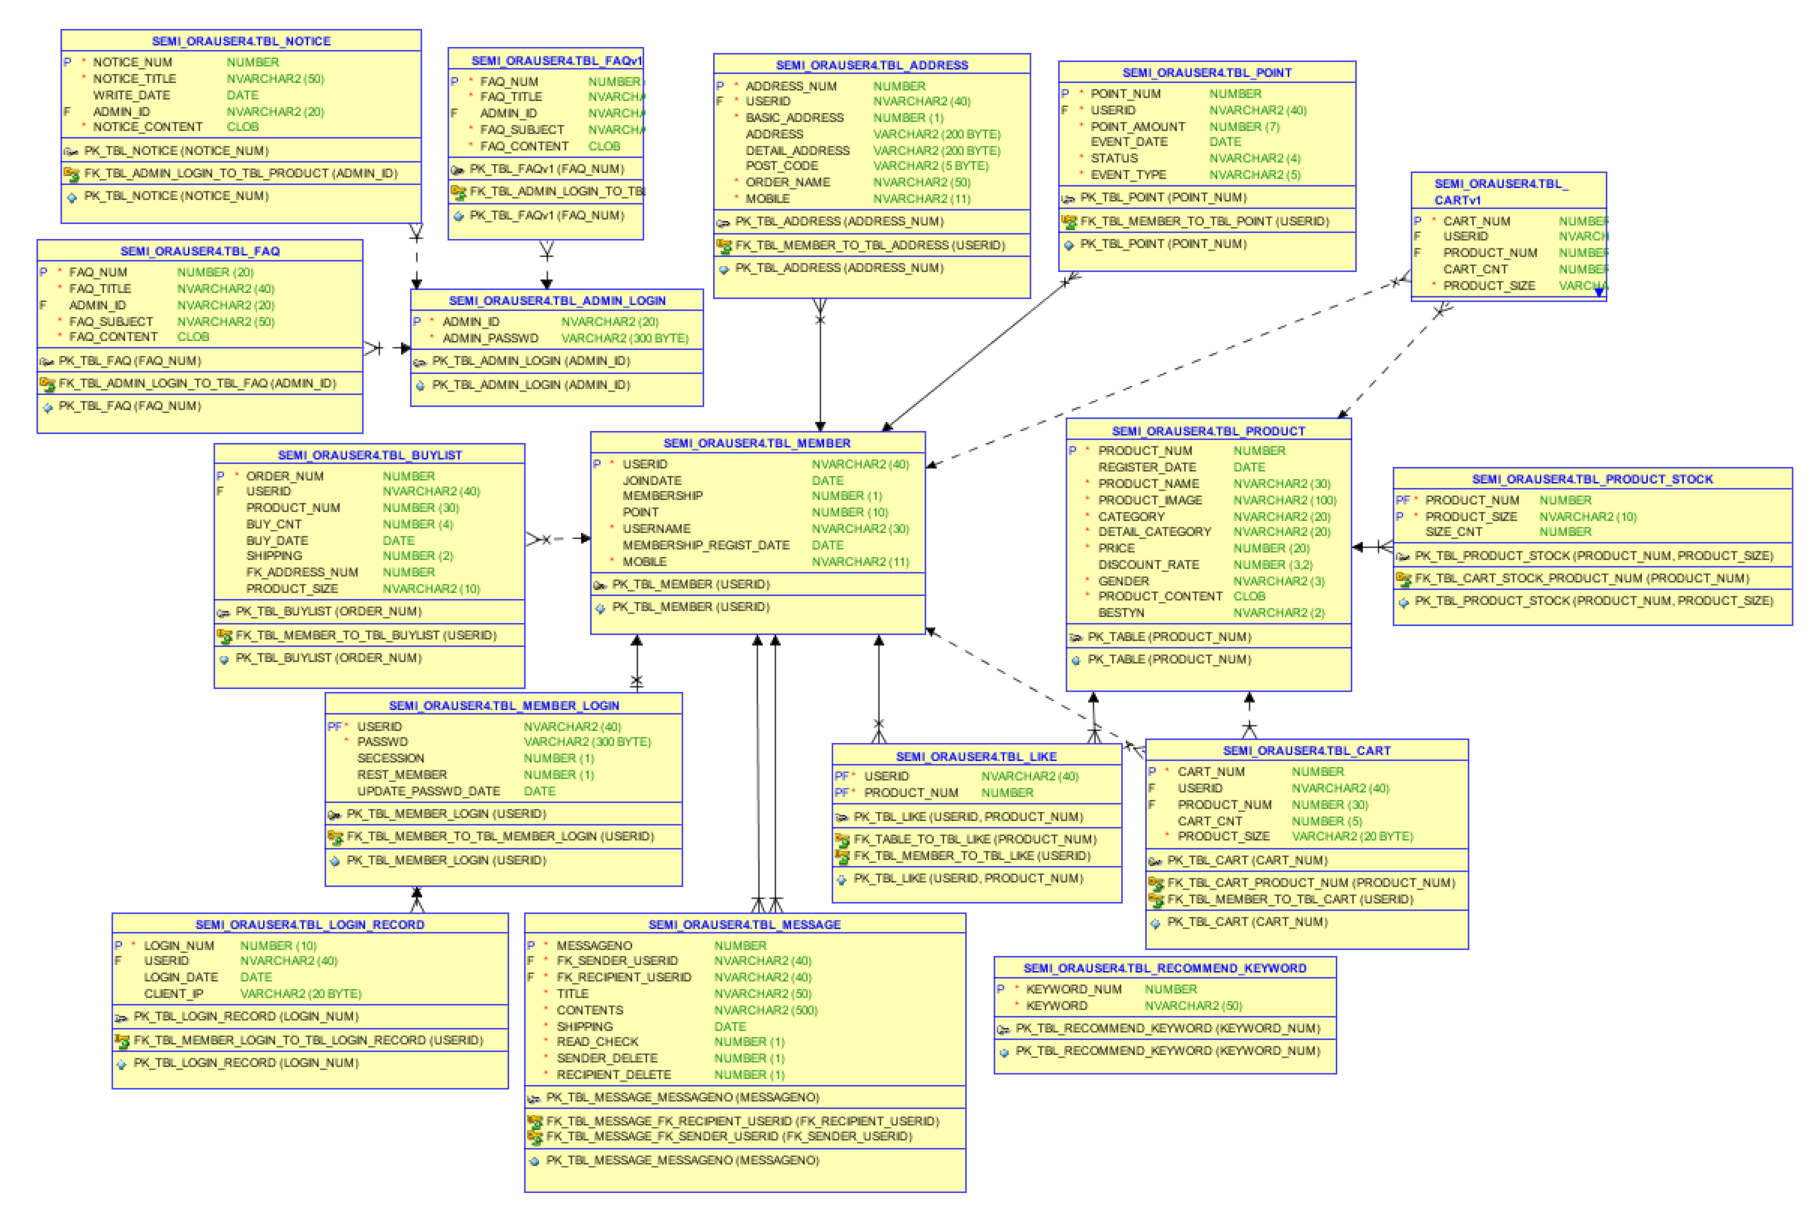 SEMI_ORAUSER4.TBL_NOTICE
P * NOTICE_NUM NUMBER
* NOTICE_TITLE NVARCHAR2 (50)
WRITE_DATE DATE
F ADMIN_ID NVARCHAR2 (20)
* NOTICE_CONTENT CLOB
PK_TBL_NOTICE (NOTICE_NUM)
FK_TBL_ADMIN_LOGIN_TO_TBL_PRODUCT (ADMIN_ID)
PK_TBL_NOTICE (NOTICE_NUM)
SEMI_ORAUSER4.TBL_FAQv1
P * FAQ_NUM NUMBER
* FAQ_TITLE NVARCHA
F ADMIN_ID NVARCHA
* FAQ_SUBJECT NVARCHA
* FAQ_CONTENT CLOB
PK_TBL_FAQv1 (FAQ_NUM)
FK_TBL_ADMIN_LOGIN_TO_TBL
PK_TBL_FAQv1 (FAQ_NUM)
SEMI_ORAUSER4.TBL_ADDRESS
P * ADDRESS_NUM NUMBER
F * USERID NVARCHAR2 (40)
* BASIC_ADDRESS NUMBER (1)
ADDRESS VARCHAR2 (200 BYTE)
DETAIL_ADDRESS VARCHAR2 (200 BYTE)
POST_CODE VARCHAR2 (5 BYTE)
* ORDER_NAME NVARCHAR2 (50)
* MOBILE NVARCHAR2 (11)
PK_TBL_ADDRESS (ADDRESS_NUM)
FK_TBL_MEMBER_TO_TBL_ADDRESS (USERID)
PK_TBL_ADDRESS (ADDRESS_NUM)
SEMI_ORAUSER4.TBL_POINT
P * POINT_NUM NUMBER
F * USERID NVARCHAR2 (40)
* POINT_AMOUNT NUMBER (7)
EVENT_DATE DATE
* STATUS NVARCHAR2 (4)
* EVENT_TYPE NVARCHAR2 (5)
PK_TBL_POINT (POINT_NUM)
FK_TBL_MEMBER_TO_TBL_POINT (USERID)
PK_TBL_POINT (POINT_NUM)
SEMI_ORAUSER4.TBL_
CARTv1
P * CART_NUM NUMBER
F USERID NVARCH
F PRODUCT_NUM NUMBER
CART_CNT NUMBER
* PRODUCT_SIZE VARCHA
SEMI_ORAUSER4.TBL_FAQ
P * FAQ_NUM NUMBER (20)
* FAQ_TITLE NVARCHAR2 (40)
F ADMIN_ID NVARCHAR2 (20)
* FAQ_SUBJECT NVARCHAR2 (50)
* FAQ_CONTENT CLOB
PK_TBL_FAQ (FAQ_NUM)
FK_TBL_ADMIN_LOGIN_TO_TBL_FAQ (ADMIN_ID)
PK_TBL_FAQ (FAQ_NUM)
SEMI_ORAUSER4.TBL_ADMIN_LOGIN
P * ADMIN_ID NVARCHAR2 (20)
* ADMIN_PASSWD VARCHAR2 (300 BYTE)
PK_TBL_ADMIN_LOGIN (ADMIN_ID)
PK_TBL_ADMIN_LOGIN (ADMIN_ID)
SEMI_ORAUSER4.TBL_BUYLIST
P * ORDER_NUM NUMBER
F USERID NVARCHAR2 (40)
PRODUCT_NUM NUMBER (30)
BUY_CNT NUMBER (4)
BUY_DATE DATE
SHIPPING NUMBER (2)
FK_ADDRESS_NUM NUMBER
PRODUCT_SIZE NVARCHAR2 (10)
PK_TBL_BUYLIST (ORDER_NUM)
FK_TBL_MEMBER_TO_TBL_BUYLIST (USERID)
PK_TBL_BUYLIST (ORDER_NUM)
SEMI_ORAUSER4.TBL_MEMBER
P * USERID NVARCHAR2 (40)
JOINDATE DATE
MEMBERSHIP NUMBER (1)
POINT NUMBER (10)
* USERNAME NVARCHAR2 (30)
MEMBERSHIP_REGIST_DATE DATE
* MOBILE NVARCHAR2 (11)
PK_TBL_MEMBER (USERID)
PK_TBL_MEMBER (USERID)
SEMI_ORAUSER4.TBL_PRODUCT
P * PRODUCT_NUM NUMBER
REGISTER_DATE DATE
* PRODUCT_NAME NVARCHAR2 (30)
* PRODUCT_IMAGE NVARCHAR2 (100)
* CATEGORY NVARCHAR2 (20)
* DETAIL_CATEGORY NVARCHAR2 (20)
* PRICE NUMBER (20)
DISCOUNT_RATE NUMBER (3,2)
* GENDER NVARCHAR2 (3)
* PRODUCT_CONTENT CLOB
BESTYN NVARCHAR2 (2)
PK_TABLE (PRODUCT_NUM)
PK_TABLE (PRODUCT_NUM)
SEMI_ORAUSER4.TBL_PRODUCT_STOCK
PF * PRODUCT_NUM NUMBER
P * PRODUCT_SIZE NVARCHAR2 (10)
SIZE_CNT NUMBER
PK_TBL_PRODUCT_STOCK (PRODUCT_NUM, PRODUCT_SIZE)
FK_TBL_CART_STOCK_PRODUCT_NUM (PRODUCT_NUM)
PK_TBL_PRODUCT_STOCK (PRODUCT_NUM, PRODUCT_SIZE)
SEMI_ORAUSER4.TBL_MEMBER_LOGIN
PF * USERID NVARCHAR2 (40)
* PASSWD VARCHAR2 (300 BYTE)
SECESSION NUMBER (1)
REST_MEMBER NUMBER (1)
UPDATE_PASSWD_DATE DATE
PK_TBL_MEMBER_LOGIN (USERID)
FK_TBL_MEMBER_TO_TBL_MEMBER_LOGIN (USERID)
PK_TBL_MEMBER_LOGIN (USERID)
SEMI_ORAUSER4.TBL_LIKE
PF * USERID NVARCHAR2 (40)
PF * PRODUCT_NUM NUMBER
PK_TBL_LIKE (USERID, PRODUCT_NUM)
FK_TABLE_TO_TBL_LIKE (PRODUCT_NUM)
FK_TBL_MEMBER_TO_TBL_LIKE (USERID)
PK_TBL_LIKE (USERID, PRODUCT_NUM)
SEMI_ORAUSER4.TBL_CART
P * CART_NUM NUMBER
F USERID NVARCHAR2 (40)
F PRODUCT_NUM NUMBER (30)
CART_CNT NUMBER (5)
* PRODUCT_SIZE VARCHAR2 (20 BYTE)
PK_TBL_CART (CART_NUM)
FK_TBL_CART_PRODUCT_NUM (PRODUCT_NUM)
FK_TBL_MEMBER_TO_TBL_CART (USERID)
PK_TBL_CART (CART_NUM)
SEMI_ORAUSER4.TBL_LOGIN_RECORD
P * LOGIN_NUM NUMBER (10)
F USERID NVARCHAR2 (40)
LOGIN_DATE DATE
CLIENT_IP VARCHAR2 (20 BYTE)
PK_TBL_LOGIN_RECORD (LOGIN_NUM)
FK_TBL_MEMBER_LOGIN_TO_TBL_LOGIN_RECORD (USERID)
PK_TBL_LOGIN_RECORD (LOGIN_NUM)
SEMI_ORAUSER4.TBL_MESSAGE
P * MESSAGENO NUMBER
F * FK_SENDER_USERID NVARCHAR2 (40)
F * FK_RECIPIENT_USERID NVARCHAR2 (40)
* TITLE NVARCHAR2 (50)
* CONTENTS NVARCHAR2 (500)
* SHIPPING DATE
* READ_CHECK NUMBER (1)
* SENDER_DELETE NUMBER (1)
* RECIPIENT_DELETE NUMBER (1)
PK_TBL_MESSAGE_MESSAGENO (MESSAGENO)
FK_TBL_MESSAGE_FK_RECIPIENT_USERID (FK_RECIPIENT_USERID)
FK_TBL_MESSAGE_FK_SENDER_USERID (FK_SENDER_USERID)
PK_TBL_MESSAGE_MESSAGENO (MESSAGENO)
SEMI_ORAUSER4.TBL_RECOMMEND_KEYWORD
P * KEYWORD_NUM NUMBER
* KEYWORD NVARCHAR2 (50)
PK_TBL_RECOMMEND_KEYWORD (KEYWORD_NUM)
PK_TBL_RECOMMEND_KEYWORD (KEYWORD_NUM)